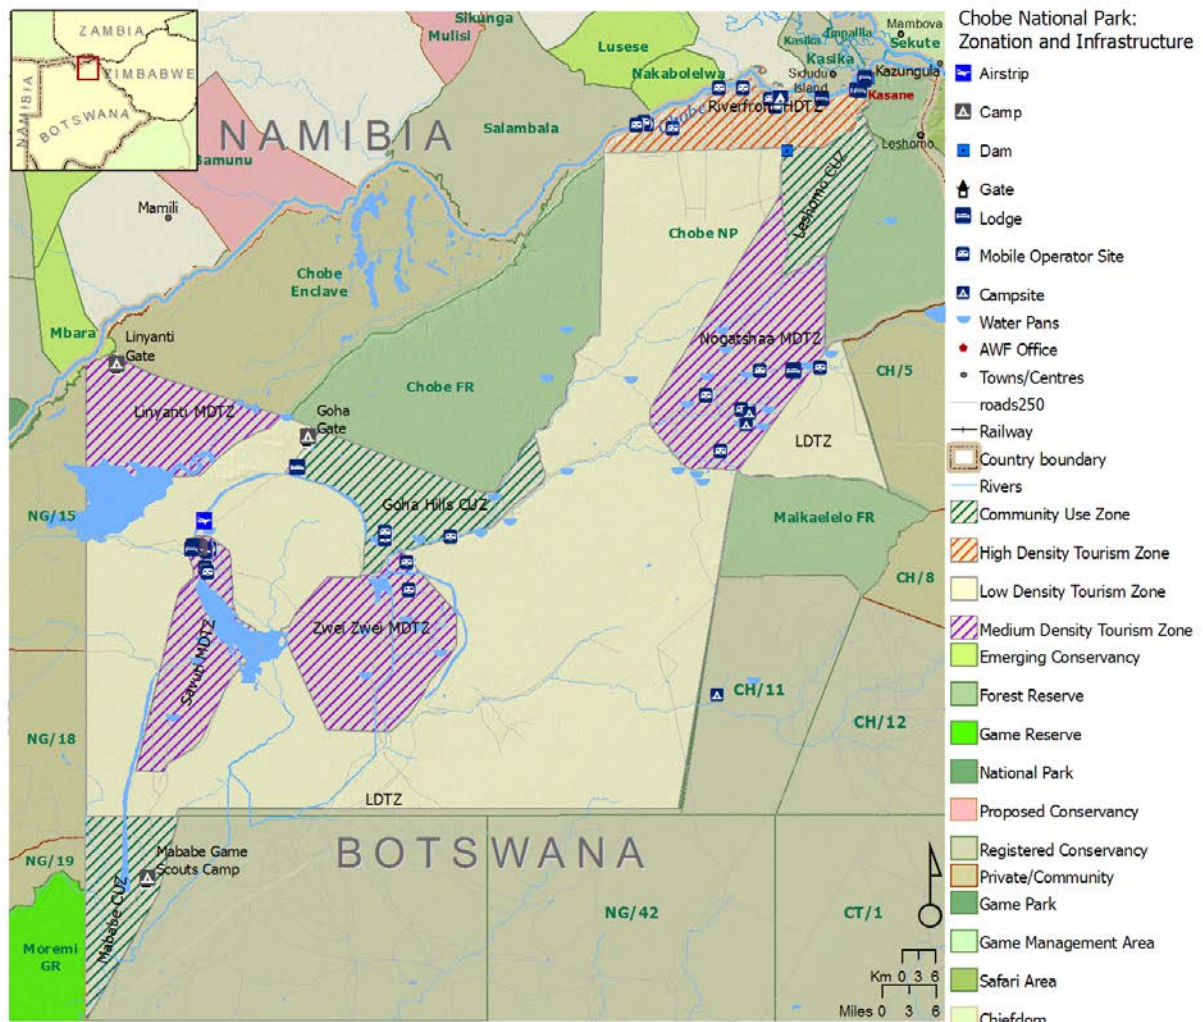 ZAMBIA
ZIMBABWE
NAMIBIA
BOTSWANA
Sikunga
Mulisi
Lusese
Nakabolelwa
Kasika
Impalila
Kasika
Mambova
Sekute
Sidudu
Island
Kazungula
Kasane
Riverfront HDTZ
Chobe
Leshomo
NAMIBIA
Salambala
Bamunu
Mamili
Leshomo CUZ
Chobe NP
Chobe
Enclave
Mbara
Linyanti
Gate
Nogatshaa MDTZ
CH/5
Chobe FR
Linyanti MDTZ
Goha
Gate
LDTZ
NG/15
Goha Hills CUZ
Maikaelelo FR
CH/8
Zwei Zwei MDTZ
Savuti MDTZ
CH/11
CH/12
NG/18
LDTZ
BOTSWANA
Mababe Game
Scouts Camp
NG/19
Mababe CUZ
NG/42
CT/1
Moremi
GR
Km 0 3 6
Miles 0 3 6
Chobe National Park:
Zonation and Infrastructure
Airstrip
Camp
Dam
Gate
Lodge
Mobile Operator Site
Campsite
Water Pans
AWF Office
Towns/Centres
roads250
Railway
Country boundary
Rivers
Community Use Zone
High Density Tourism Zone
Low Density Tourism Zone
Medium Density Tourism Zone
Emerging Conservancy
Forest Reserve
Game Reserve
National Park
Proposed Conservancy
Registered Conservancy
Private/Community
Game Park
Game Management Area
Safari Area
Chiefdom